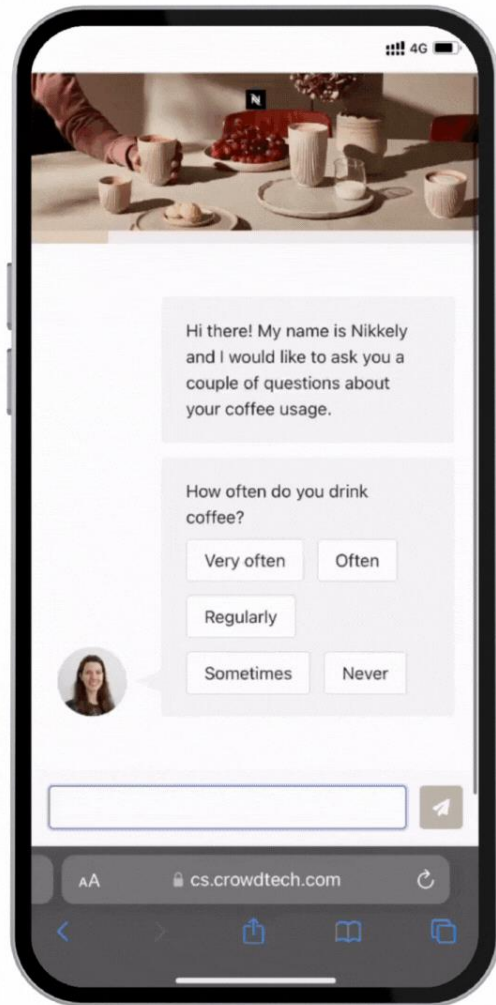 4G
N
Hi there! My name is Nikkely
and I would like to ask you a
couple of questions about
your coffee usage.
How often do you drink
coffee?
Very often
Often
Regularly
Sometimes
Never
AA
cs.crowdtech.com